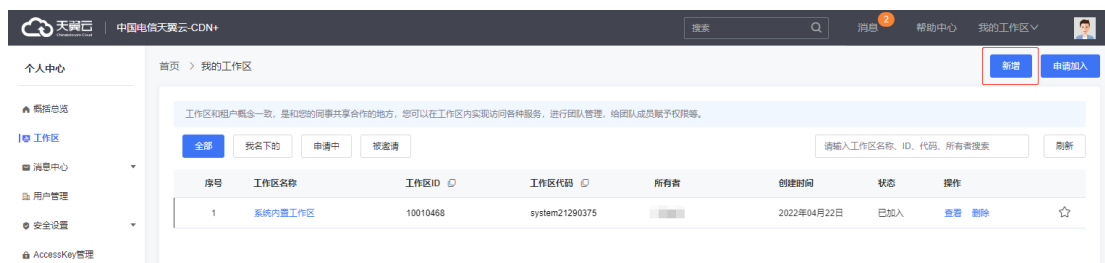 天翼云 中国电信天翼云-CDN+ 搜索 消息 2 帮助中心 我的工作区
个人中心
首页 > 我的工作区 新增 申请加入
概括总览
工作区和租户概念一致，是和您的同事共享合作的地方，您可以在工作区内实现访问各种服务，进行团队管理，给团队成员赋予权限等。
工作区
全部 我名下的 申请中 被邀请 请输入工作区名称、ID、代码、所有者搜索 刷新
消息中心
序号 工作区名称 工作区ID 工作区代码 所有者 创建时间 状态 操作
用户管理
1 系统内置工作区 10010468 system21290375 2022年04月22日 已加入 查看 删除
安全设置
AccessKey管理